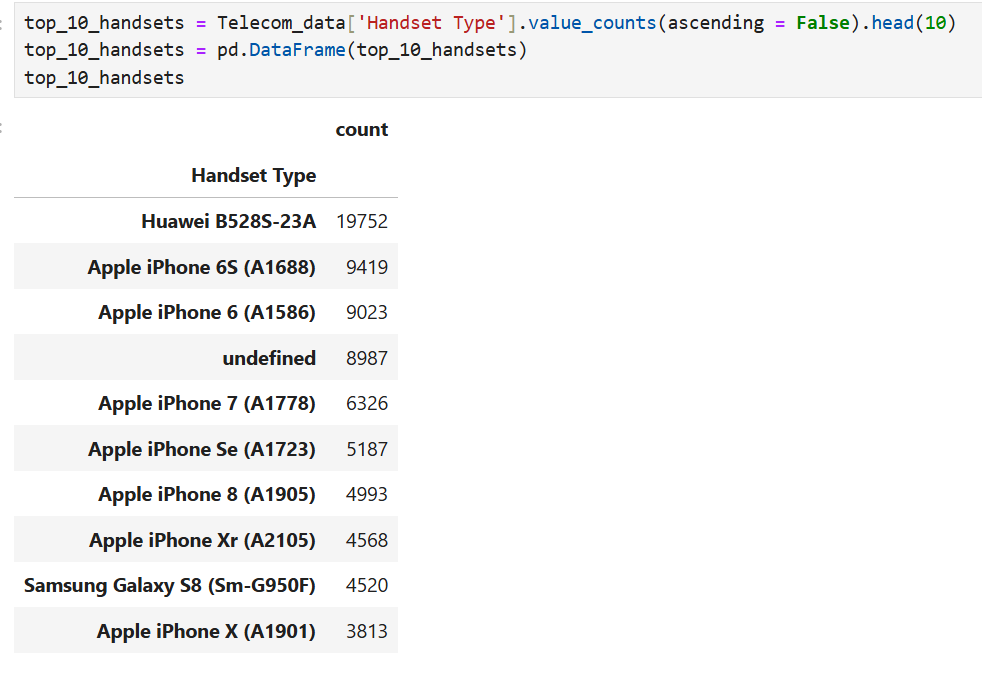 top_10_handsets = Telecom_data['Handset Type'].value_counts(ascending = False).head(10)
top_10_handsets = pd.DataFrame(top_10_handsets)
top_10_handsets
count
Handset Type
Huawei B528S-23A 19752
Apple iPhone 6S (A1688) 9419
Apple iPhone 6 (A1586) 9023
undefined 8987
Apple iPhone 7 (A1778) 6326
Apple iPhone Se (A1723) 5187
Apple iPhone 8 (A1905) 4993
Apple iPhone Xr (A2105) 4568
Samsung Galaxy S8 (Sm-G950F) 4520
Apple iPhone X (A1901) 3813